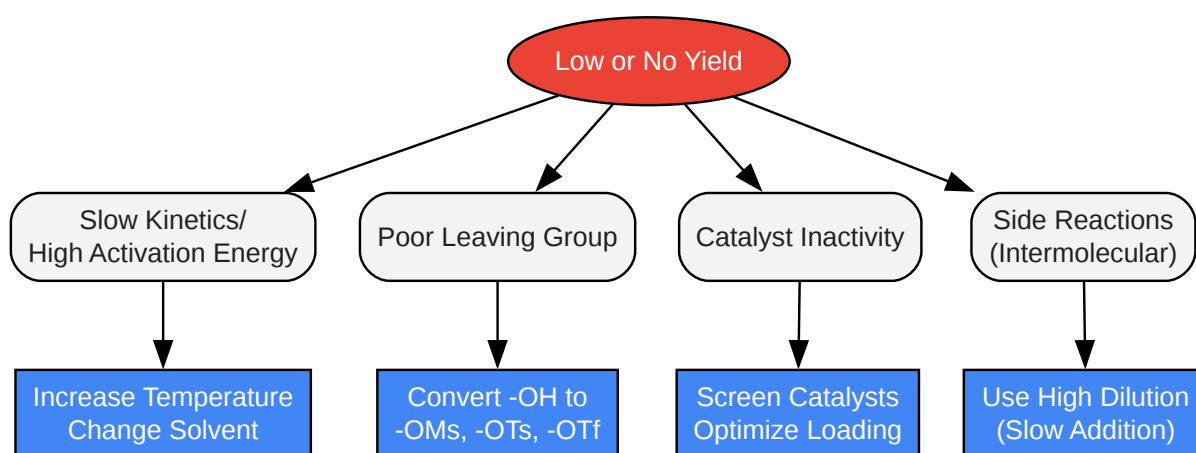 Low or No Yield
Slow Kinetics/
High Activation Energy
Poor Leaving Group
Catalyst Inactivity
Side Reactions
(Intermolecular)
Increase Temperature
Change Solvent
Convert -OH to
-OMs, -OTs, -OTf
Screen Catalysts
Optimize Loading
Use High Dilution
(Slow Addition)